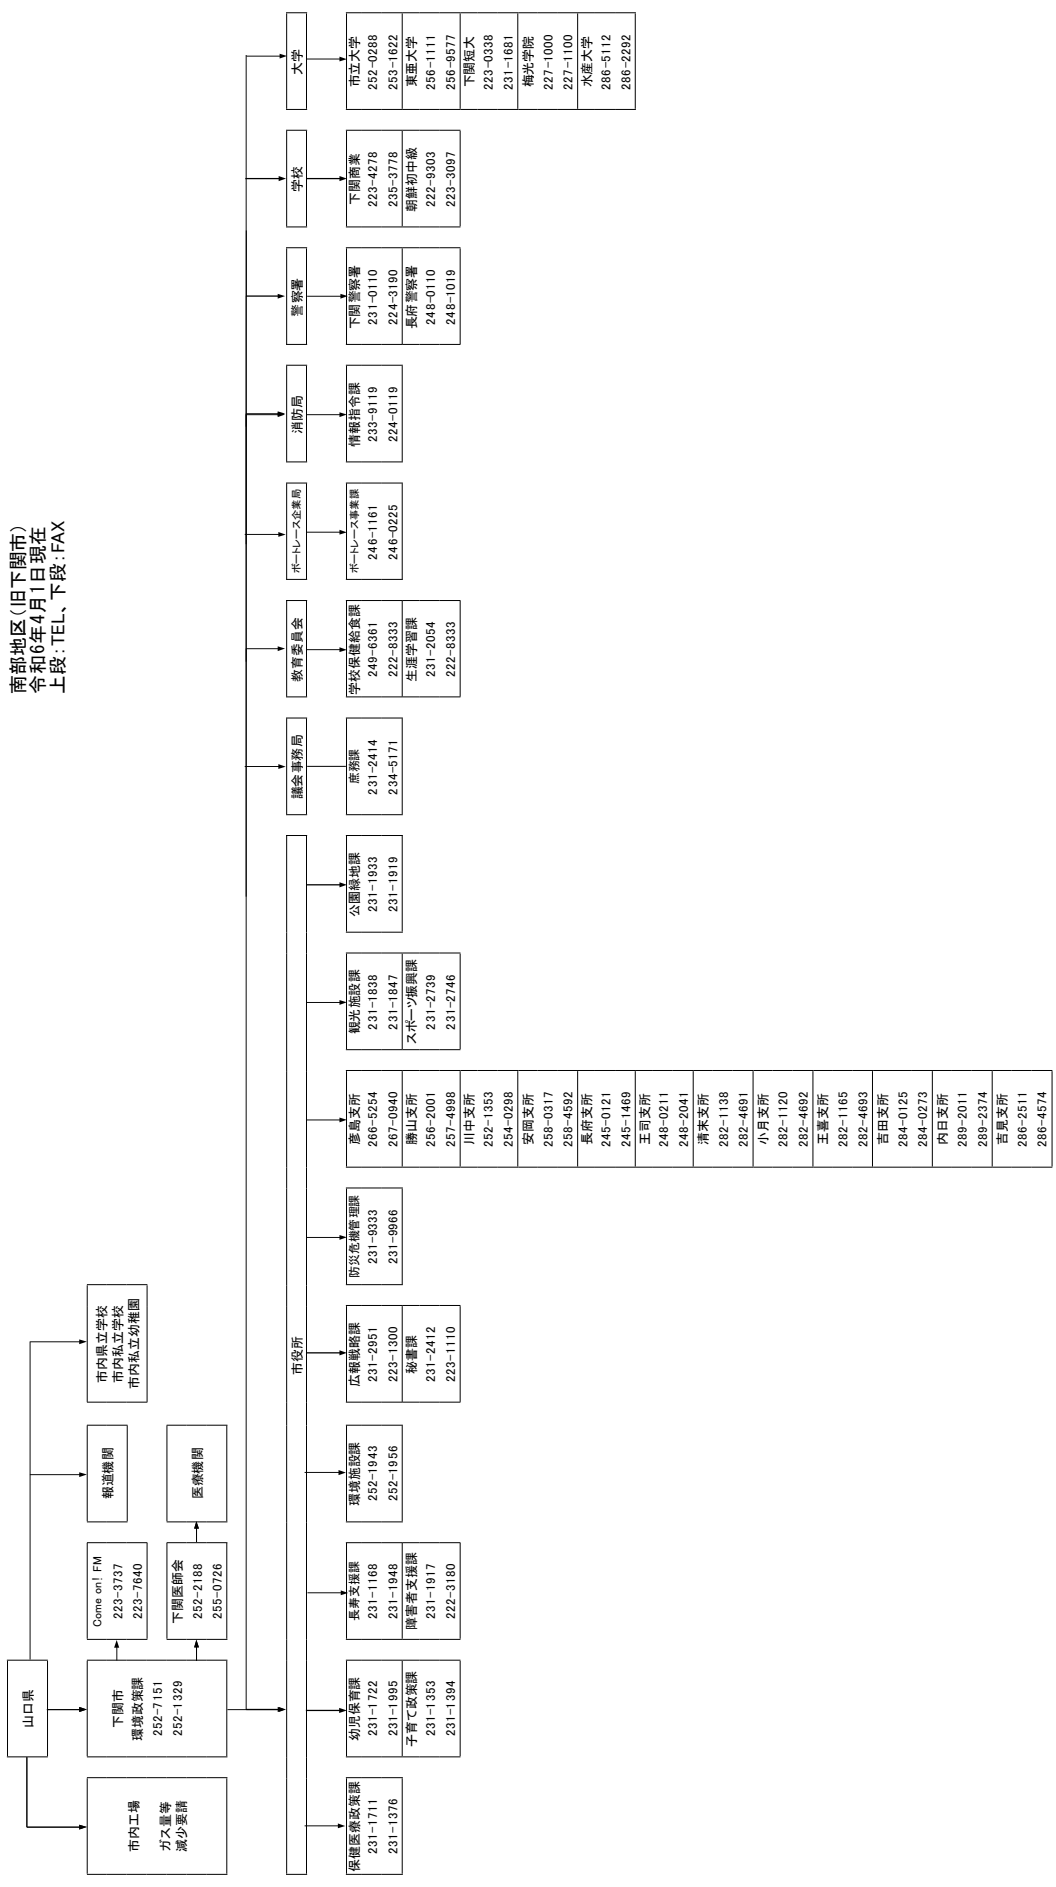 南部地区（旧下関市）
令和6年4月1日現在
上段：TEL、下段：FAX
山口県
市内工場
ガス量等
減少要請
下関市
環境政策課
252-7151
252-1329
Come on! FM
223-3737
223-7640
下関医師会
252-2188
255-0726
報道機関
医療機関
市内県立学校
市内私立学校
市内私立幼稚園
市役所
保健医療政策課
231-1711
231-1376
幼児保育課
231-1722
231-1995
子育て政策課
231-1353
231-1394
長寿支援課
231-1168
231-1948
障害者支援課
231-1917
222-3180
環境施設課
252-1943
252-1956
広報戦略課
231-2951
223-1300
秘書課
231-2412
223-1110
防災危機管理課
231-9333
231-9966
彦島支所
266-5254
267-0940
勝山支所
256-2001
257-4998
川中支所
252-1353
254-0298
安岡支所
258-0317
258-4592
長府支所
245-0121
245-1469
王司支所
248-0211
248-2041
清末支所
282-1138
282-4691
小月支所
282-1120
282-4692
王喜支所
282-1165
282-4693
吉田支所
284-0125
284-0273
内日支所
289-2011
289-2374
吉見支所
286-2511
286-4574
観光施設課
231-1838
231-1847
スポーツ振興課
231-2739
231-2746
公園緑地課
231-1933
231-1919
議会事務局
庶務課
231-2414
234-5171
教育委員会
学校保健給食課
249-6361
222-8333
生涯学習課
231-2054
222-8333
ボートレース企業局
ボートレース事業課
246-1161
246-0225
消防局
情報指令課
233-9119
224-0119
警察署
下関警察署
231-0110
224-3190
長府警察署
248-0110
248-1019
学校
下関商業
223-4278
235-3778
朝鮮初中級
222-9303
223-3097
大学
市立大学
252-0288
253-1622
東亜大学
256-1111
256-9577
下関短大
223-0338
231-1681
梅光学院
227-1000
227-1100
水産大学
286-5112
286-2292